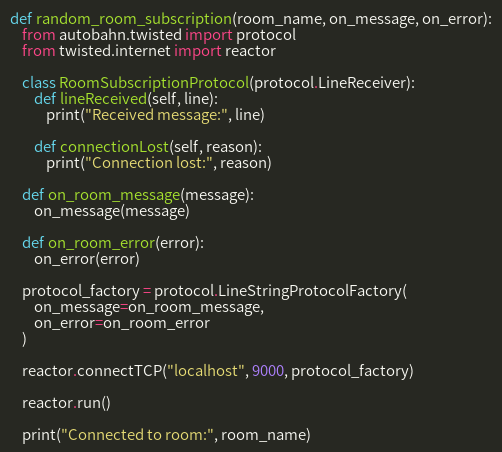 def random_room_subscription(room_name, on_message, on_error):
from autobahn.twisted import protocol
from twisted.internet import reactor
class RoomSubscriptionProtocol(protocol.LineReceiver):
def lineReceived(self, line):
print("Received message:", line)
def connectionLost(self, reason):
print("Connection lost:", reason)
def on_room_message(message):
on_message(message)
def on_room_error(error):
on_error(error)
protocol_factory = protocol.LineStringProtocolFactory(
on_message=on_room_message,
on_error=on_room_error
)
reactor.connectTCP("localhost", 9000, protocol_factory)
reactor.run()
print("Connected to room:", room_name)